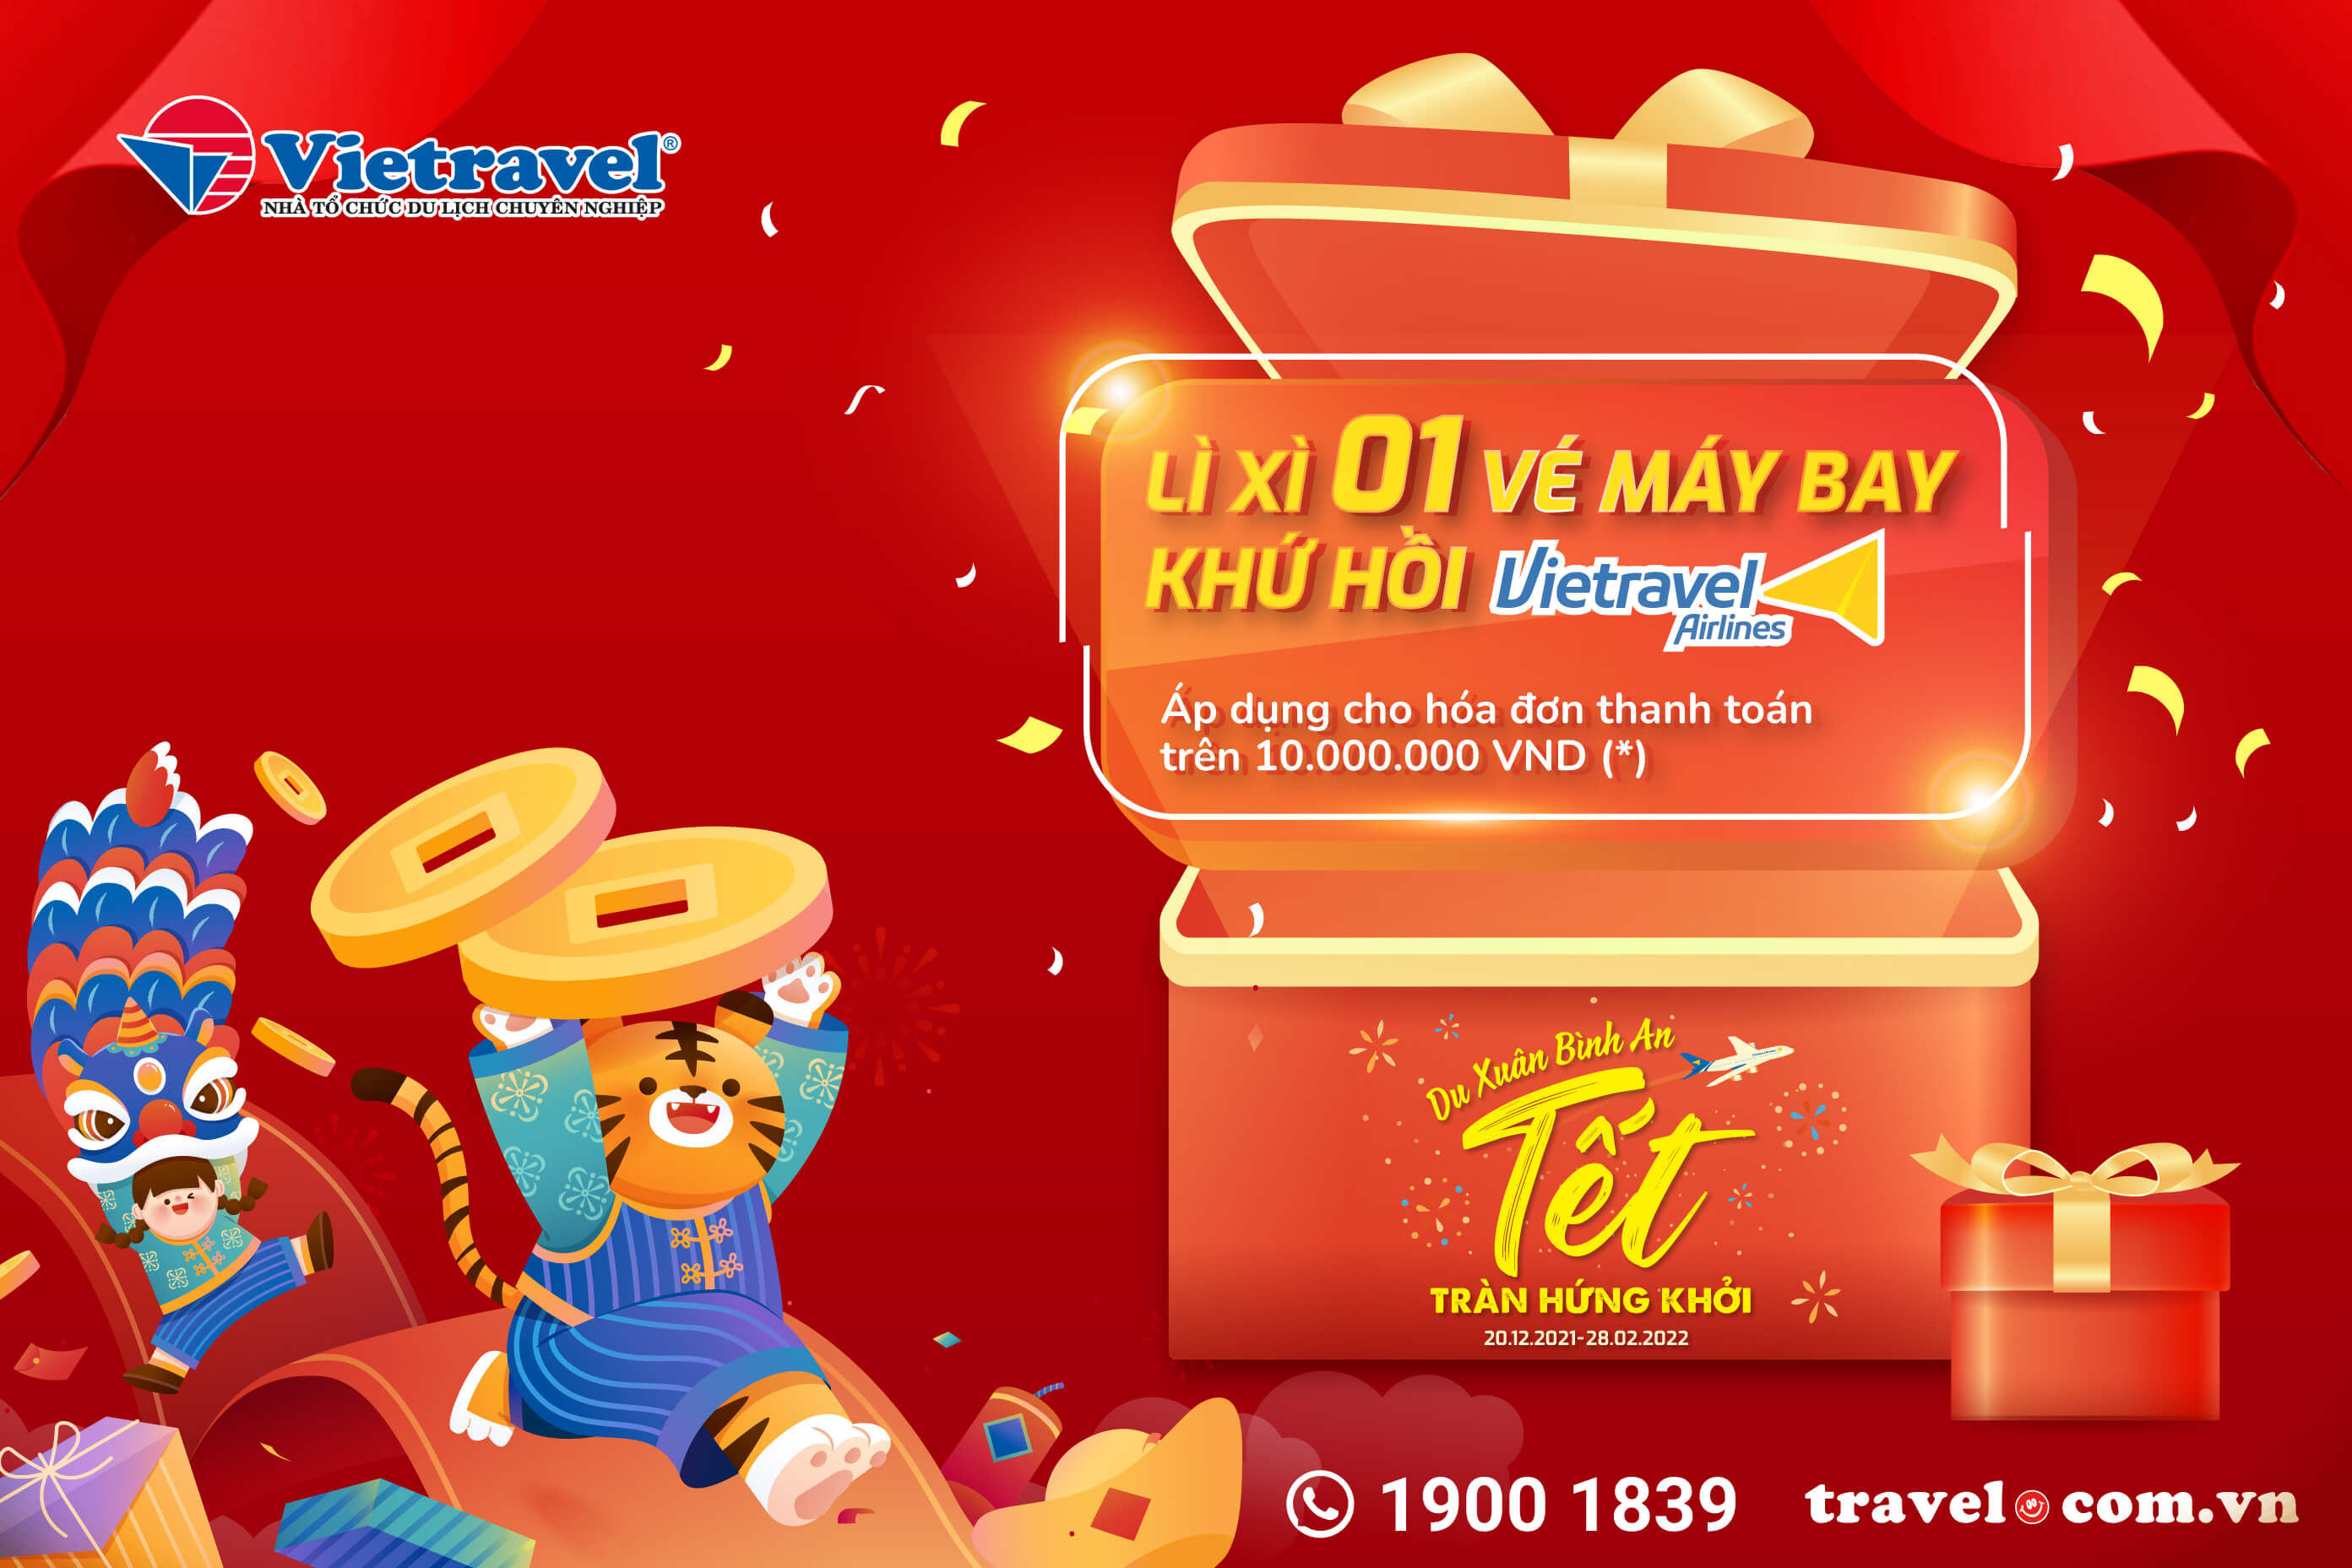 Vietravel®
NHÀ TỔ CHỨC DU LỊCH CHUYÊN NGHIỆP
LÌ XÌ 01 VÉ MÁY BAY
KHỨ HỒI Vietravel
Airlines
Áp dụng cho hóa đơn thanh toán
trên 10.000.000 VND (*)
Du Xuân Bình An
Tết
TRÀN HỨNG KHỞI
20.12.2021-28.02.2022
1900 1839
travel.com.vn